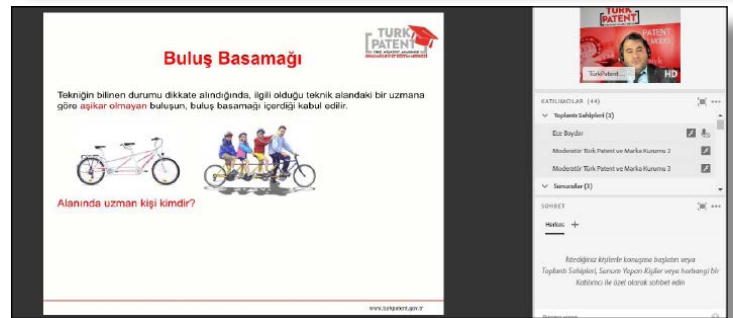 TÜRK
PATENT
Buluş Basamağı
Tekniğin bilinen durumu dikkate alındığında, ilgili olduğu teknik alandaki bir uzmana
göre aşikar olmayan buluşun, buluş basamağı içerdiği kabul edilir.
Alanında uzman kişi kimdir?
www.turkpatent.gov.tr
TÜRK
PATENT
PATENT
TürkPatent...
HD
KATILIMCILAR (44)
Toplantı Sahipleri (3)
Ece Boydar
Moderatör Türk Patent ve Marka Kurumu 2
Moderatör Türk Patent ve Marka Kurumu 3
Sunucular (3)
SOHBET
Herkes +
İstediğiniz kişilerle konuşma başlatın veya
Toplantı Sahipleri, Sunum Yapan Kişiler veya herhangi bir
Katılımcı ile özel olarak sohbet edin